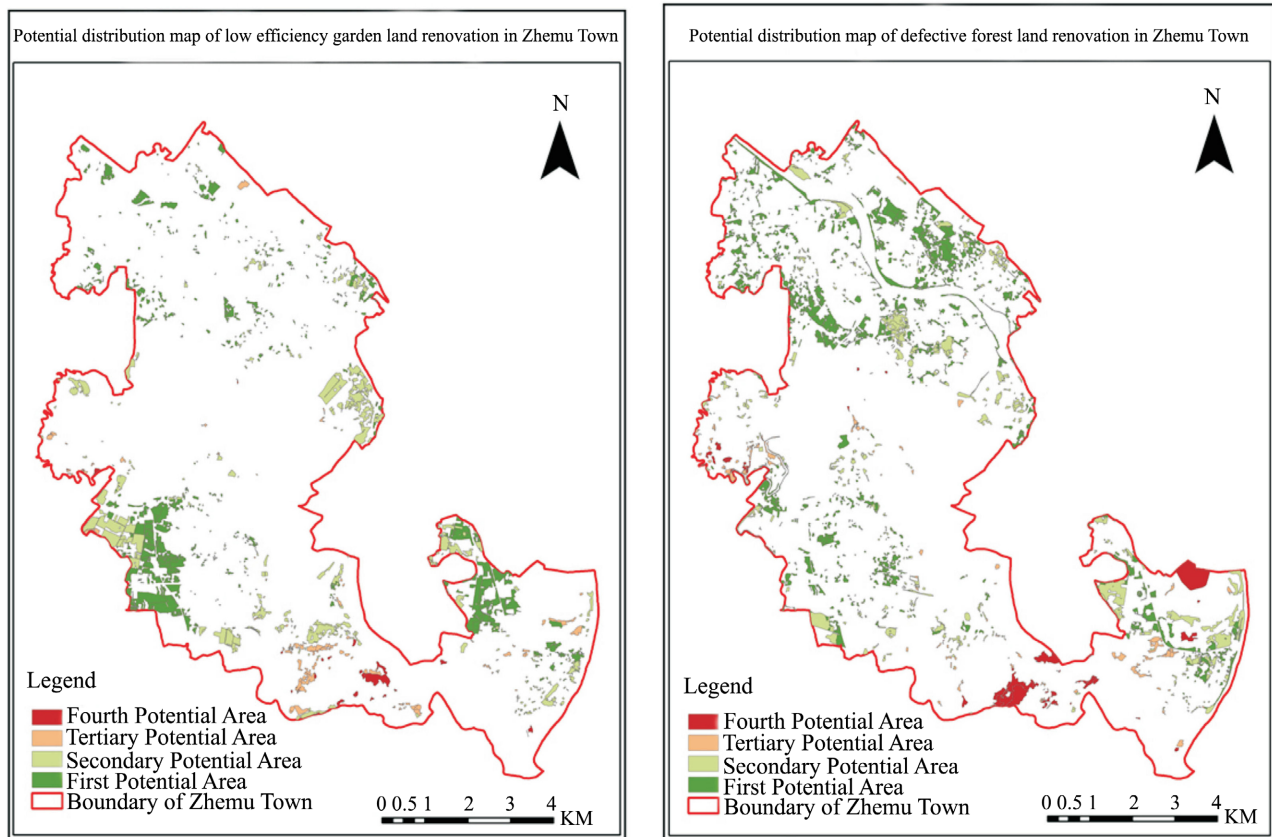 Potential distribution map of low efficiency garden land renovation in Zhemu Town
N
Legend
Fourth Potential Area
Tertiary Potential Area
Secondary Potential Area
First Potential Area
Boundary of Zhemu Town
0 0.5 1 2 3 4
KM
Potential distribution map of defective forest land renovation in Zhemu Town
N
Legend
Fourth Potential Area
Tertiary Potential Area
Secondary Potential Area
First Potential Area
Boundary of Zhemu Town
0 0.5 1 2 3 4
KM